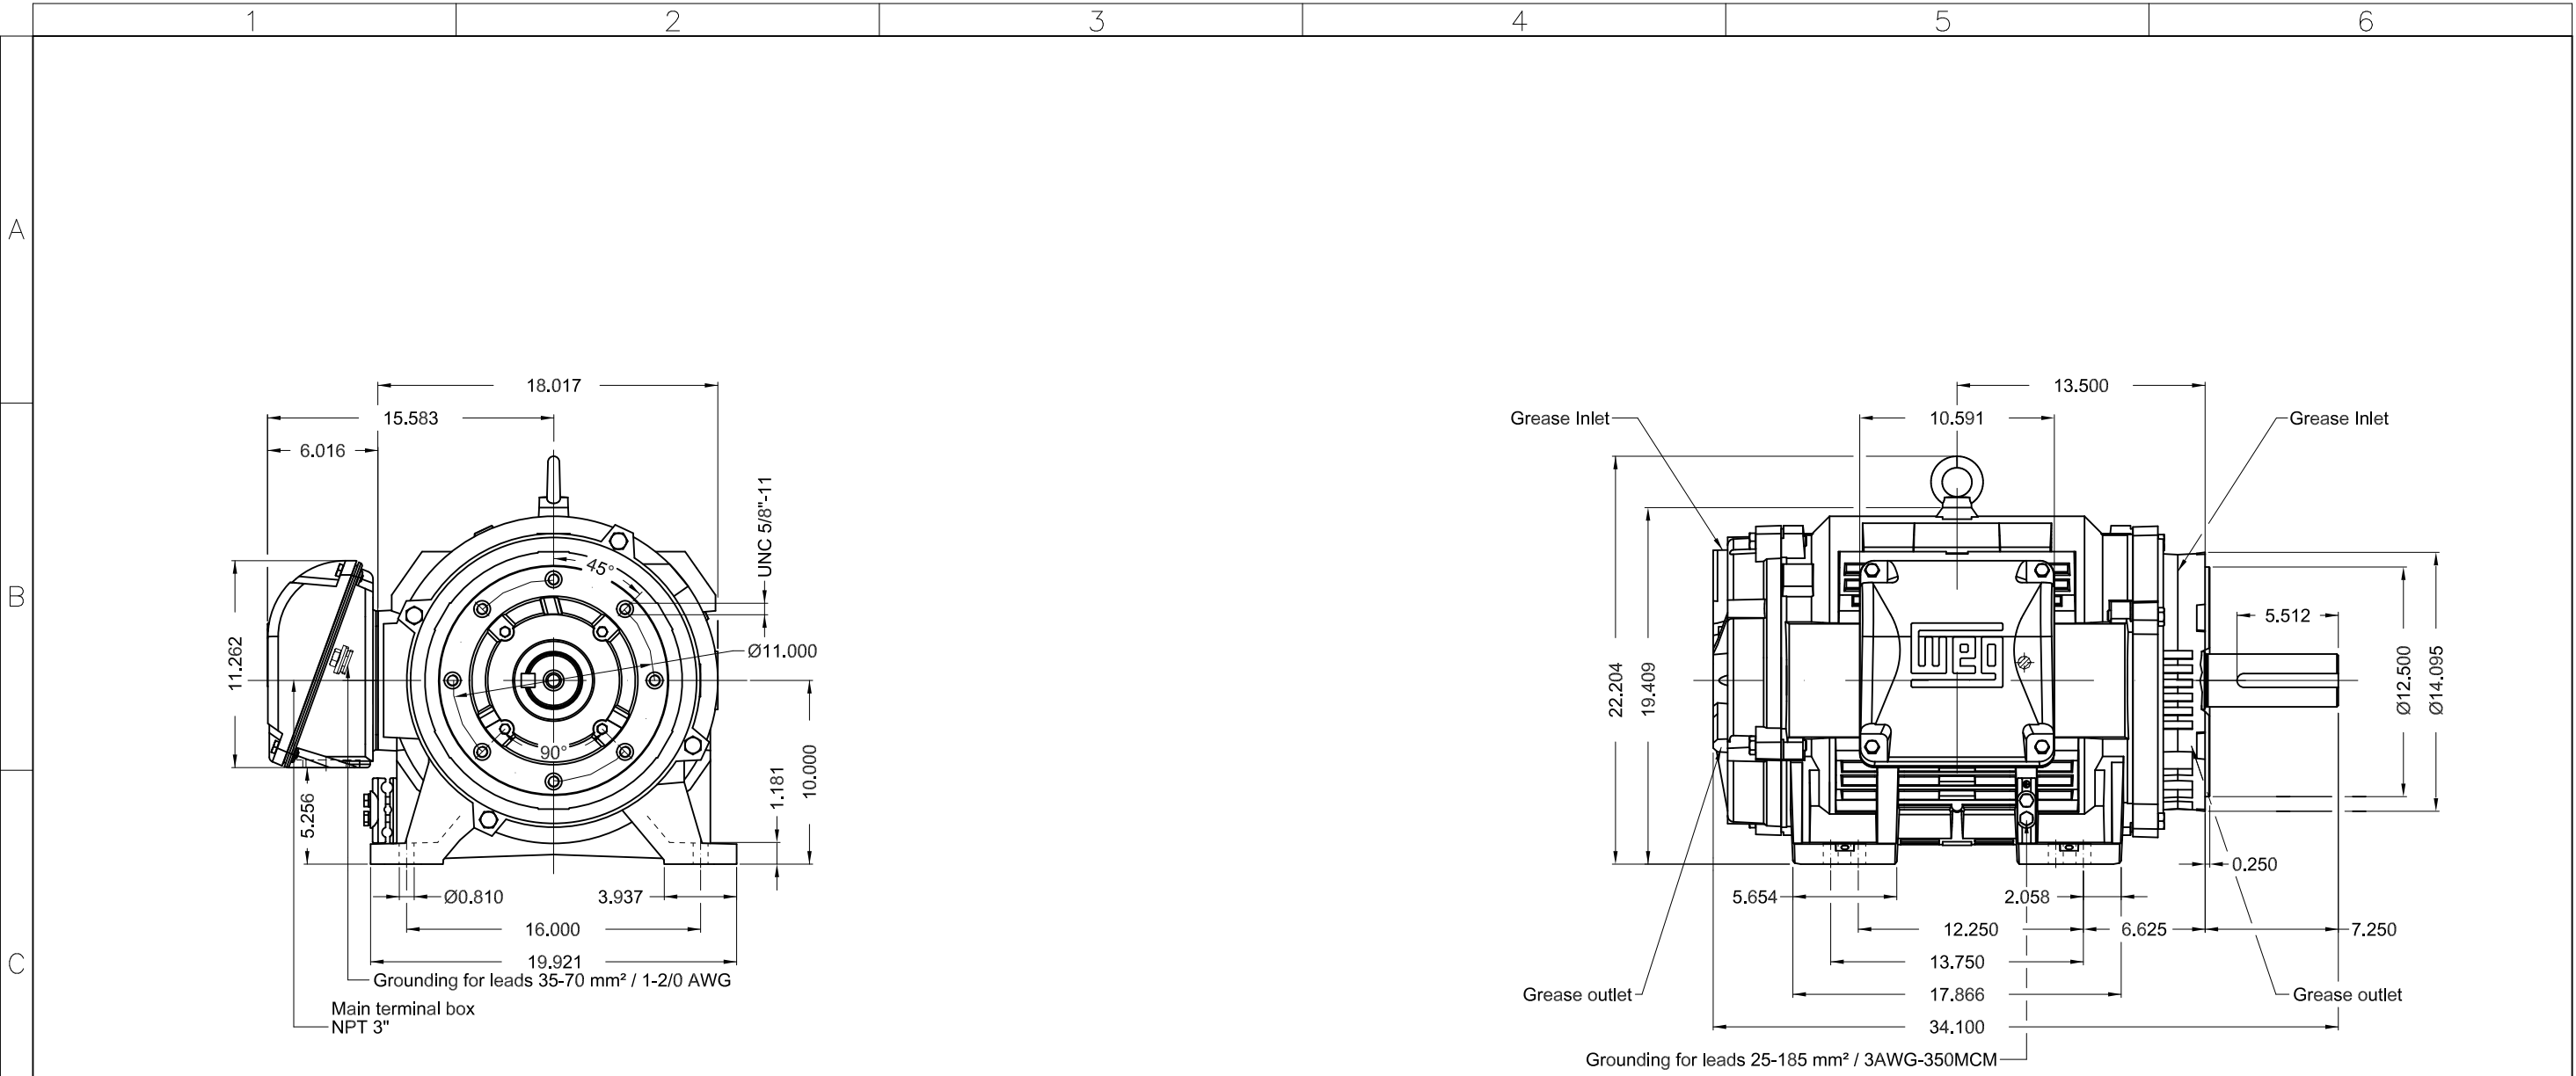 1 2 3 4 5 6
A
B
C
18.017
15.583
6.016
UNC 5/8"-11
45°
Ø11.000
11.262
90°
5.256
1.181
10.000
Ø0.810
3.937
16.000
19.921
Grounding for leads 35-70 mm² / 1-2/0 AWG
Main terminal box
NPT 3"
13.500
Grease Inlet
10.591
Grease Inlet
5.512
22.204
19.409
weg
Ø12.500
Ø14.095
0.250
5.654
2.058
12.250
6.625
7.250
13.750
Grease outlet
17.866
Grease outlet
34.100
Grounding for leads 25-185 mm² / 3AWG-350MCM